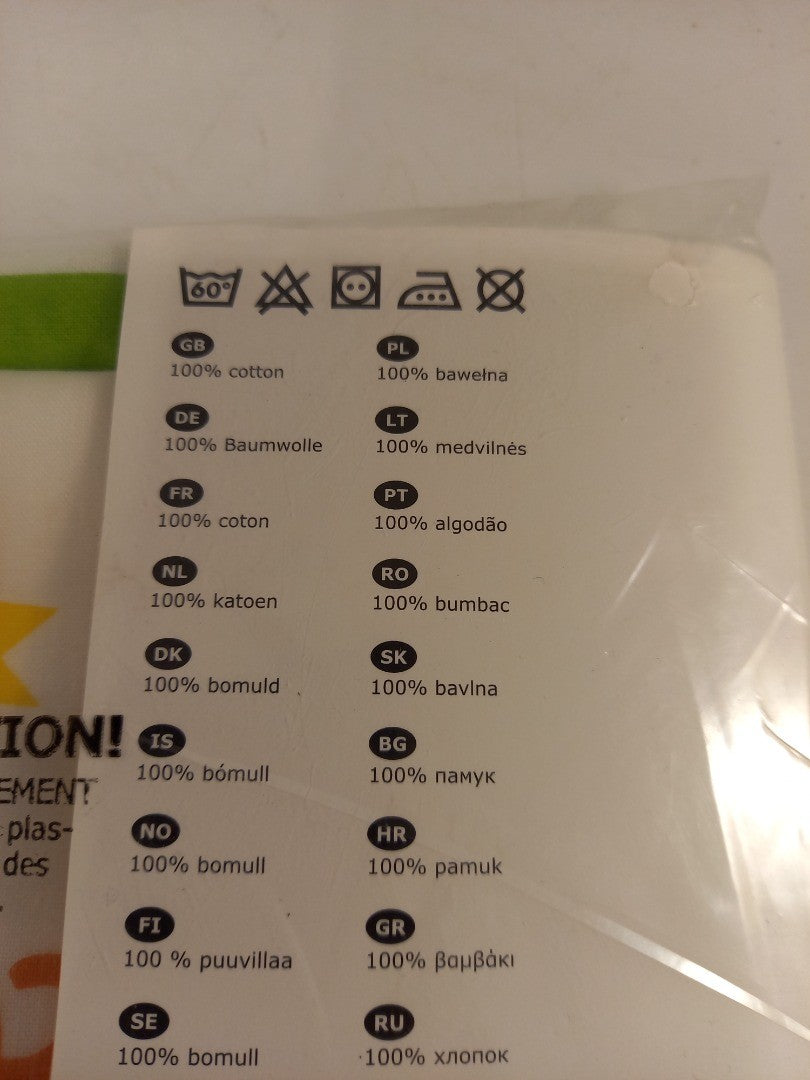 60°
GB
100% cotton
DE
100% Baumwolle
FR
100% coton
NL
100% katoen
DK
100% bomuld
IS
100% bómull
NO
100% bomull
FI
100 % puuvillaa
SE
100% bomull
PL
100% bawełna
LT
100% medvilnės
PT
100% algodão
RO
100% bumbac
SK
100% bavlna
BG
100% памук
HR
100% pamuk
GR
100% βαμβάκι
RU
100% хлопок
ION!
EMENT
plas-
des